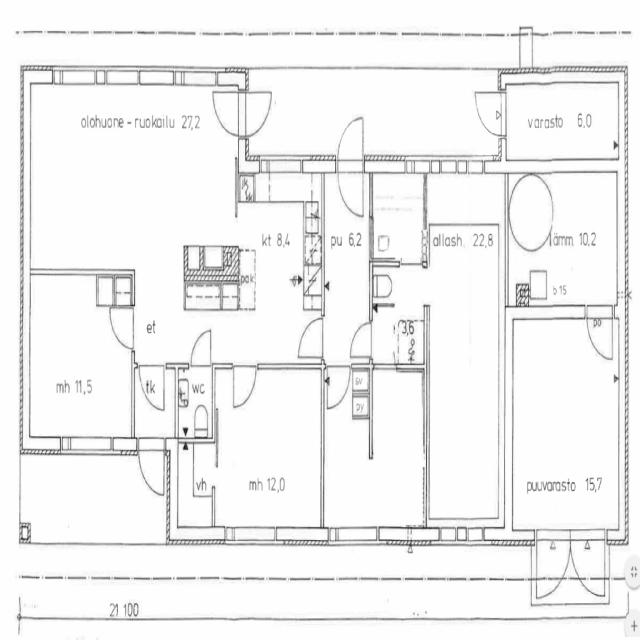 olohuone - ruokailu 27,2
varasto 6,0
kt 8,4
pu 6,2
allash. 22,8
lämm. 10,2
pak
b 15
et
3,6
po
mh 11,5
tk
wc
sv
py
vh
mh 12,0
puuvarasto 15,7
21 100